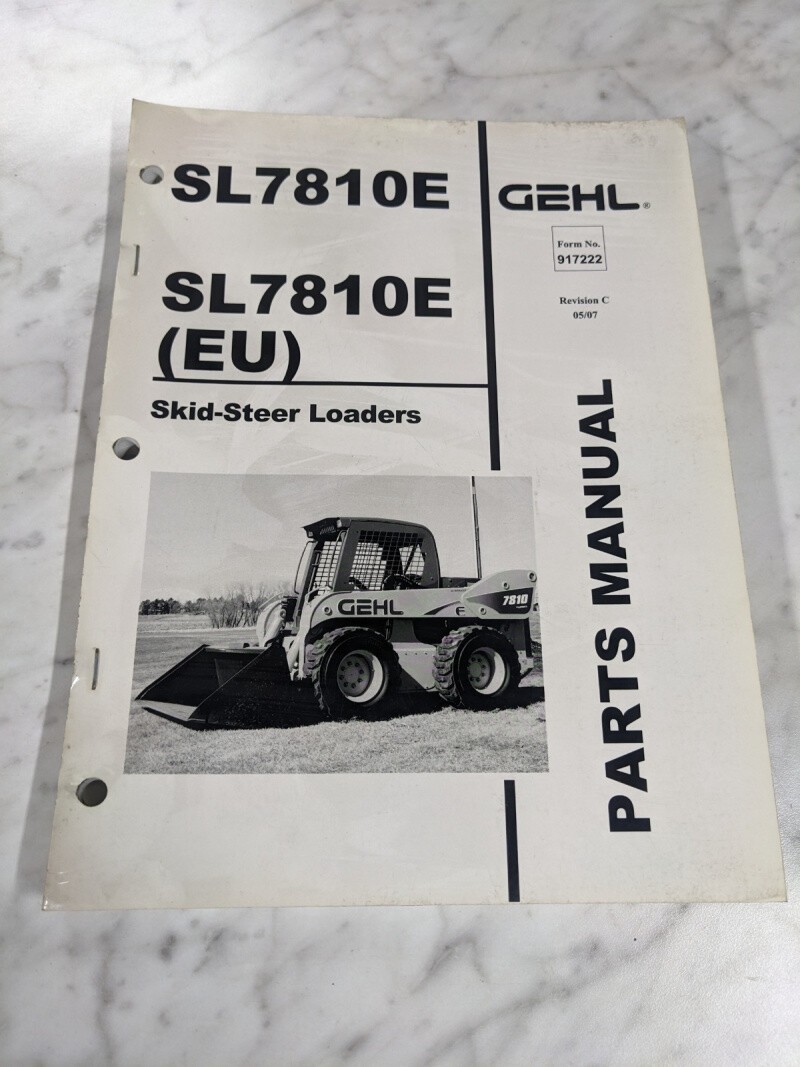 SL7810E
SL7810E
(EU)
Skid-Steer Loaders
GEHL®
Form No.
917222
Revision C
05/07
PARTS MANUAL
GEHL
7810